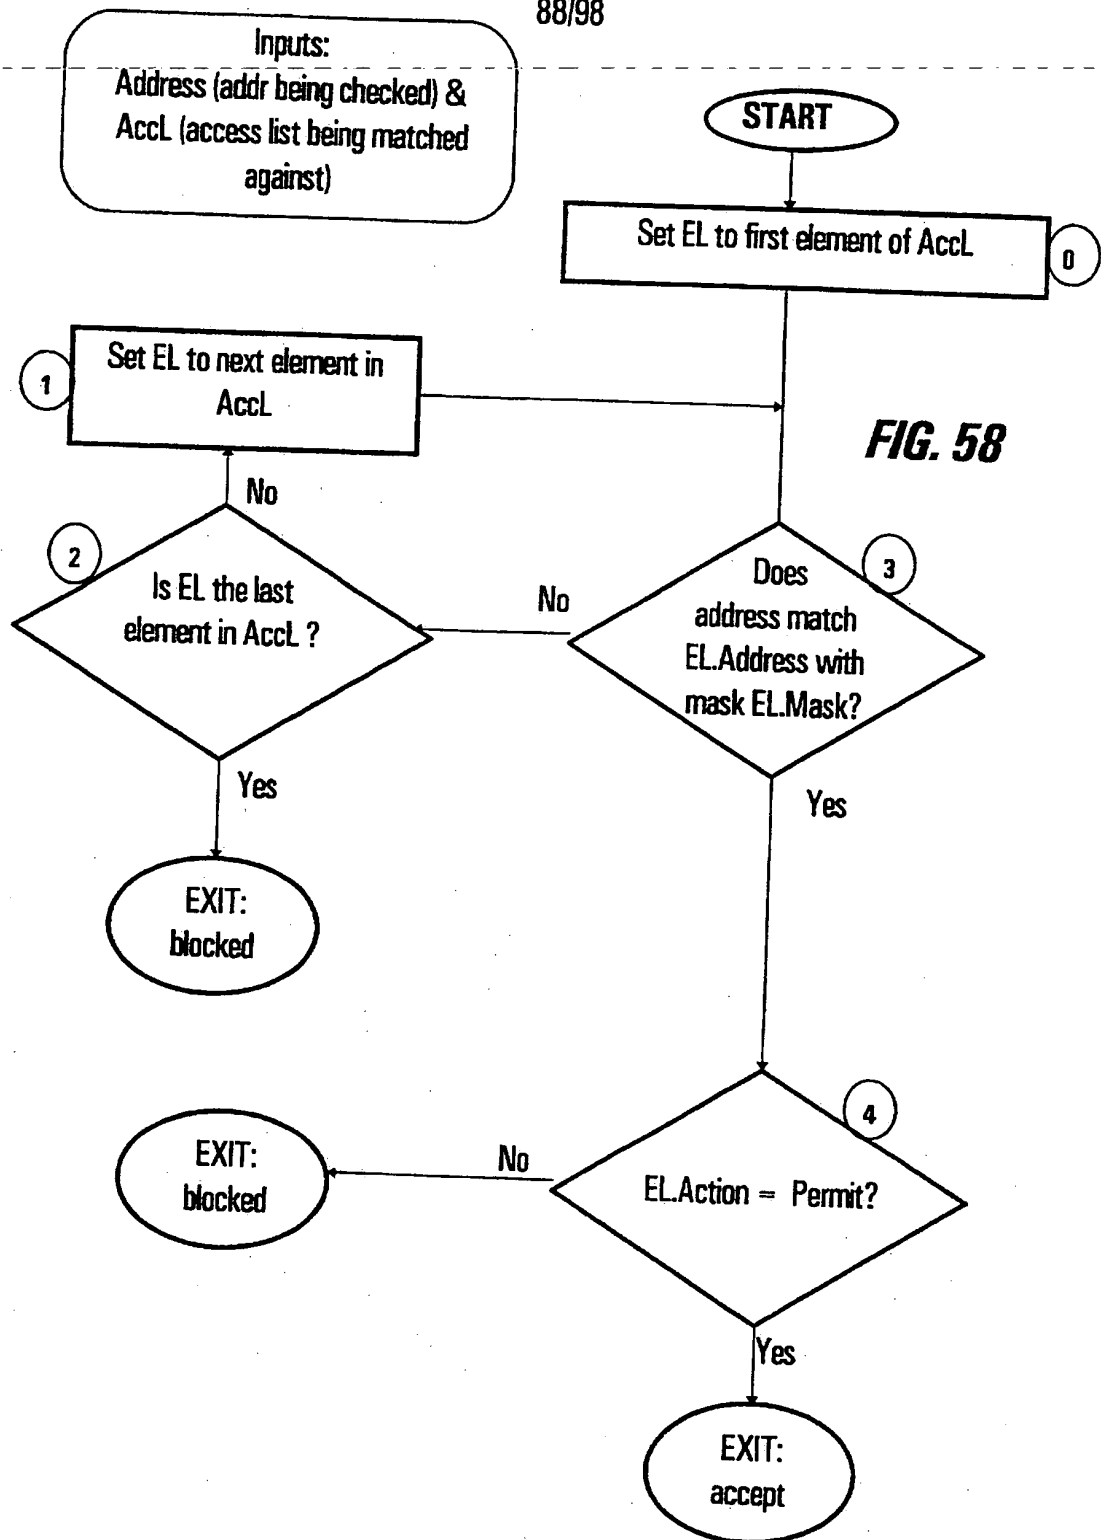 88/98
Inputs:
Address (addr being checked) &
AccL (access list being matched
against)
START
Set EL to first element of AccL
0
Set EL to next element in
AccL
1
FIG. 58
No
2
Is EL the last
element in AccL ?
No
3
Does
address match
EL.Address with
mask EL.Mask?
Yes
Yes
EXIT:
blocked
4
EXIT:
blocked
No
EL.Action = Permit?
Yes
EXIT:
accept